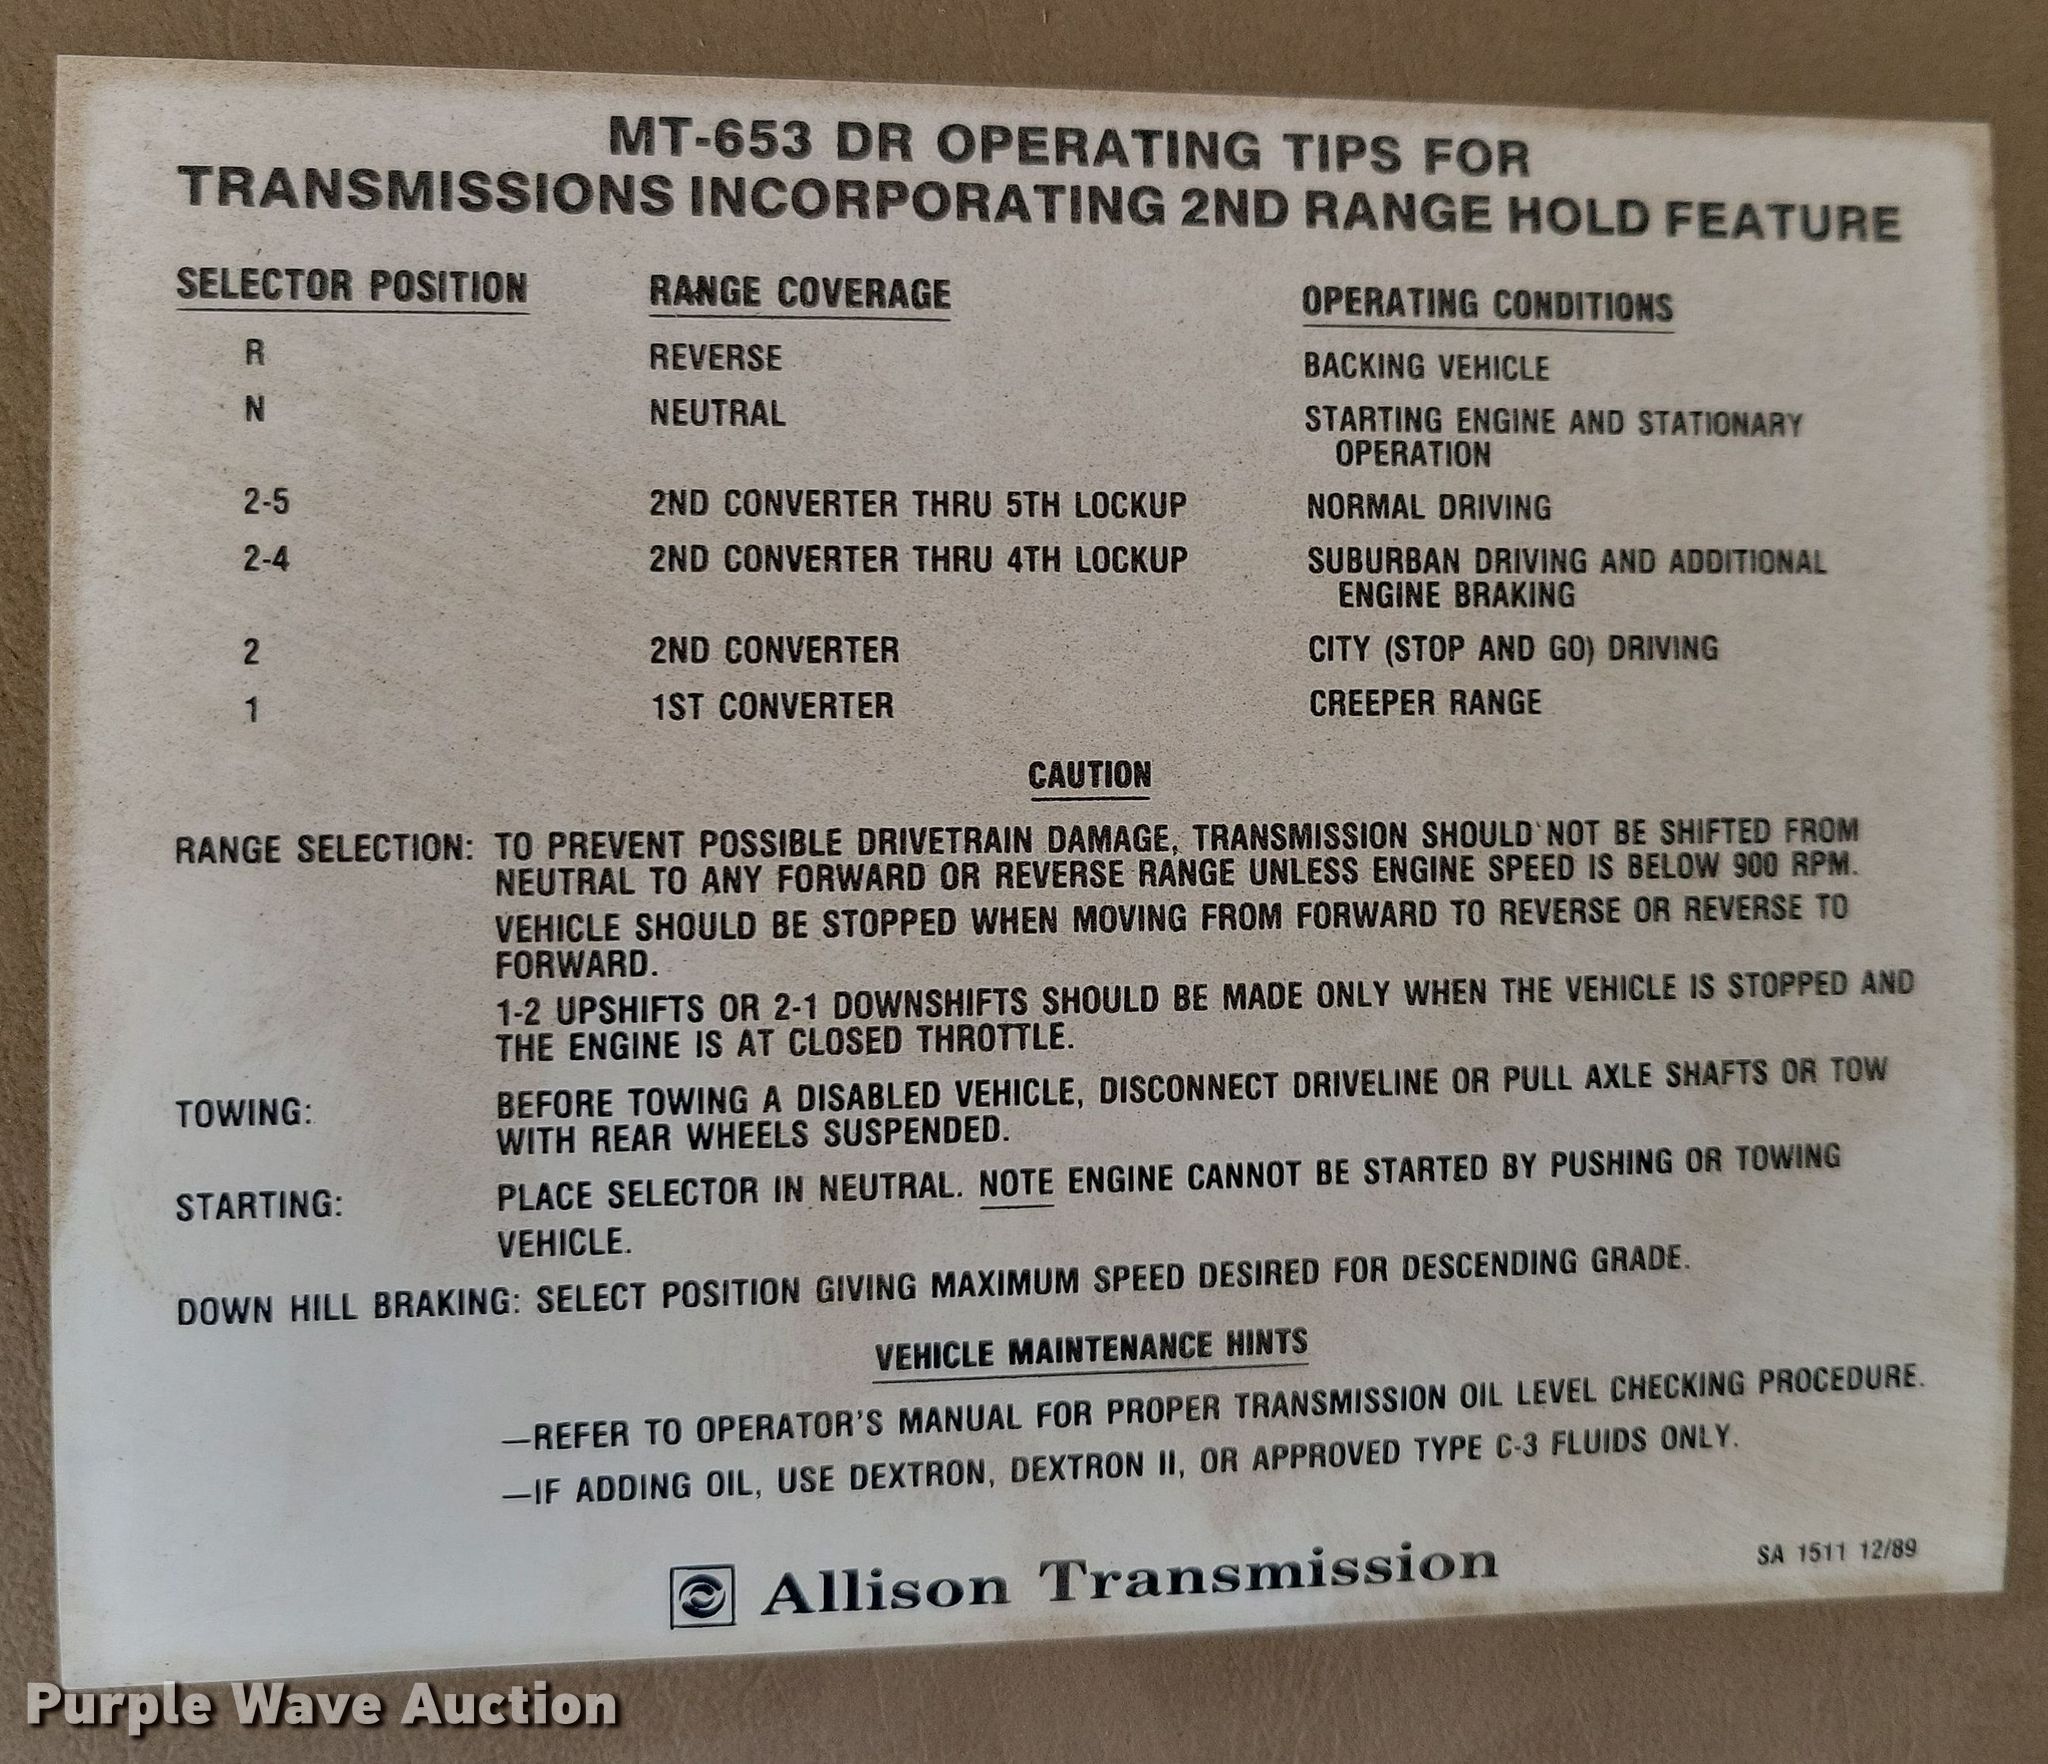 MT-653 DR OPERATING TIPS FOR
TRANSMISSIONS INCORPORATING 2ND RANGE HOLD FEATURE
SELECTOR POSITION RANGE COVERAGE OPERATING CONDITIONS
R REVERSE BACKING VEHICLE
N NEUTRAL STARTING ENGINE AND STATIONARY
OPERATION
2-5 2ND CONVERTER THRU 5TH LOCKUP NORMAL DRIVING
2-4 2ND CONVERTER THRU 4TH LOCKUP SUBURBAN DRIVING AND ADDITIONAL
ENGINE BRAKING
2 2ND CONVERTER CITY (STOP AND GO) DRIVING
1 1ST CONVERTER CREEPER RANGE
CAUTION
RANGE SELECTION: TO PREVENT POSSIBLE DRIVETRAIN DAMAGE, TRANSMISSION SHOULD NOT BE SHIFTED FROM
NEUTRAL TO ANY FORWARD OR REVERSE RANGE UNLESS ENGINE SPEED IS BELOW 900 RPM.
VEHICLE SHOULD BE STOPPED WHEN MOVING FROM FORWARD TO REVERSE OR REVERSE TO
FORWARD.
1-2 UPSHIFTS OR 2-1 DOWNSHIFTS SHOULD BE MADE ONLY WHEN THE VEHICLE IS STOPPED AND
THE ENGINE IS AT CLOSED THROTTLE.
TOWING: BEFORE TOWING A DISABLED VEHICLE, DISCONNECT DRIVELINE OR PULL AXLE SHAFTS OR TOW
WITH REAR WHEELS SUSPENDED.
STARTING: PLACE SELECTOR IN NEUTRAL. NOTE ENGINE CANNOT BE STARTED BY PUSHING OR TOWING
VEHICLE.
DOWN HILL BRAKING: SELECT POSITION GIVING MAXIMUM SPEED DESIRED FOR DESCENDING GRADE.
VEHICLE MAINTENANCE HINTS
—REFER TO OPERATOR'S MANUAL FOR PROPER TRANSMISSION OIL LEVEL CHECKING PROCEDURE.
—IF ADDING OIL, USE DEXTRON, DEXTRON II, OR APPROVED TYPE C-3 FLUIDS ONLY.
Allison Transmission
SA 1511 12/89
Purple Wave Auction